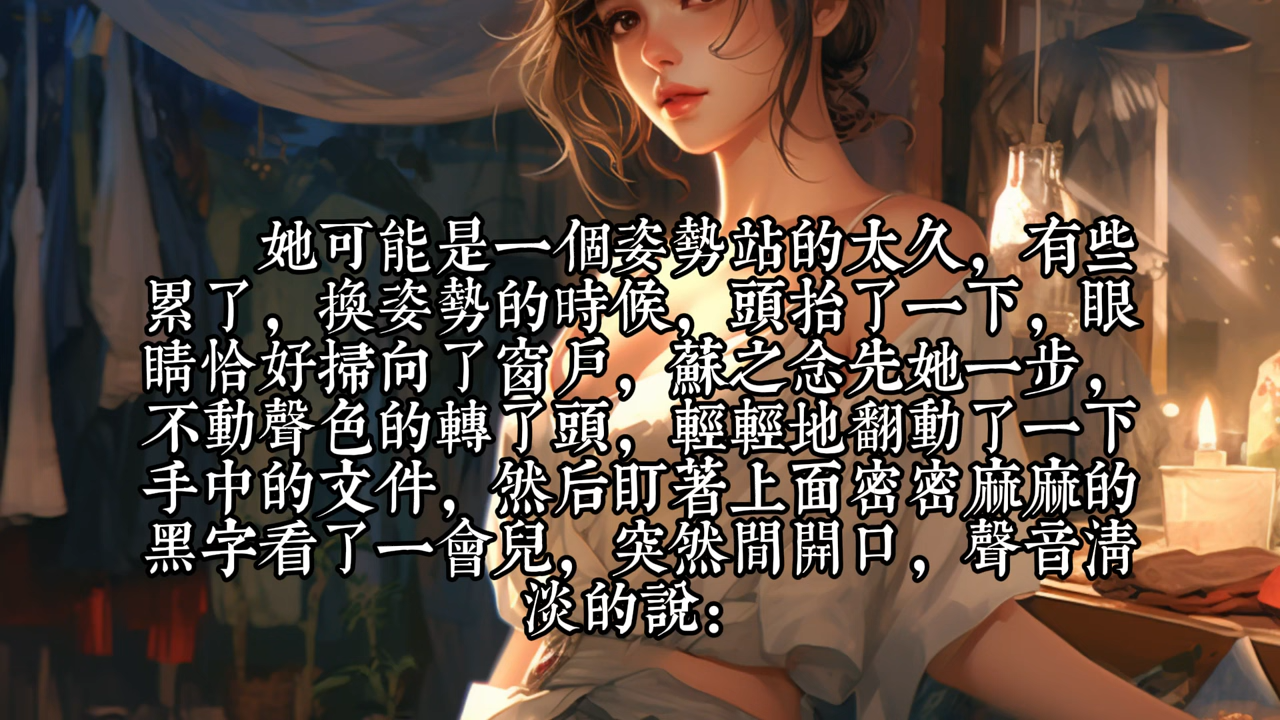 她可能是一個姿勢站的太久，有些
累了，換姿勢的時候，頭抬了一下，眼
睛恰好掃向了窗戶，蘇之念先她一步，
不動聲色的轉了頭，輕輕地翻動了一下
手中的文件，然后盯著上面密密麻麻的
黑字看了一會兒，突然間開口，聲音清
淡的說：